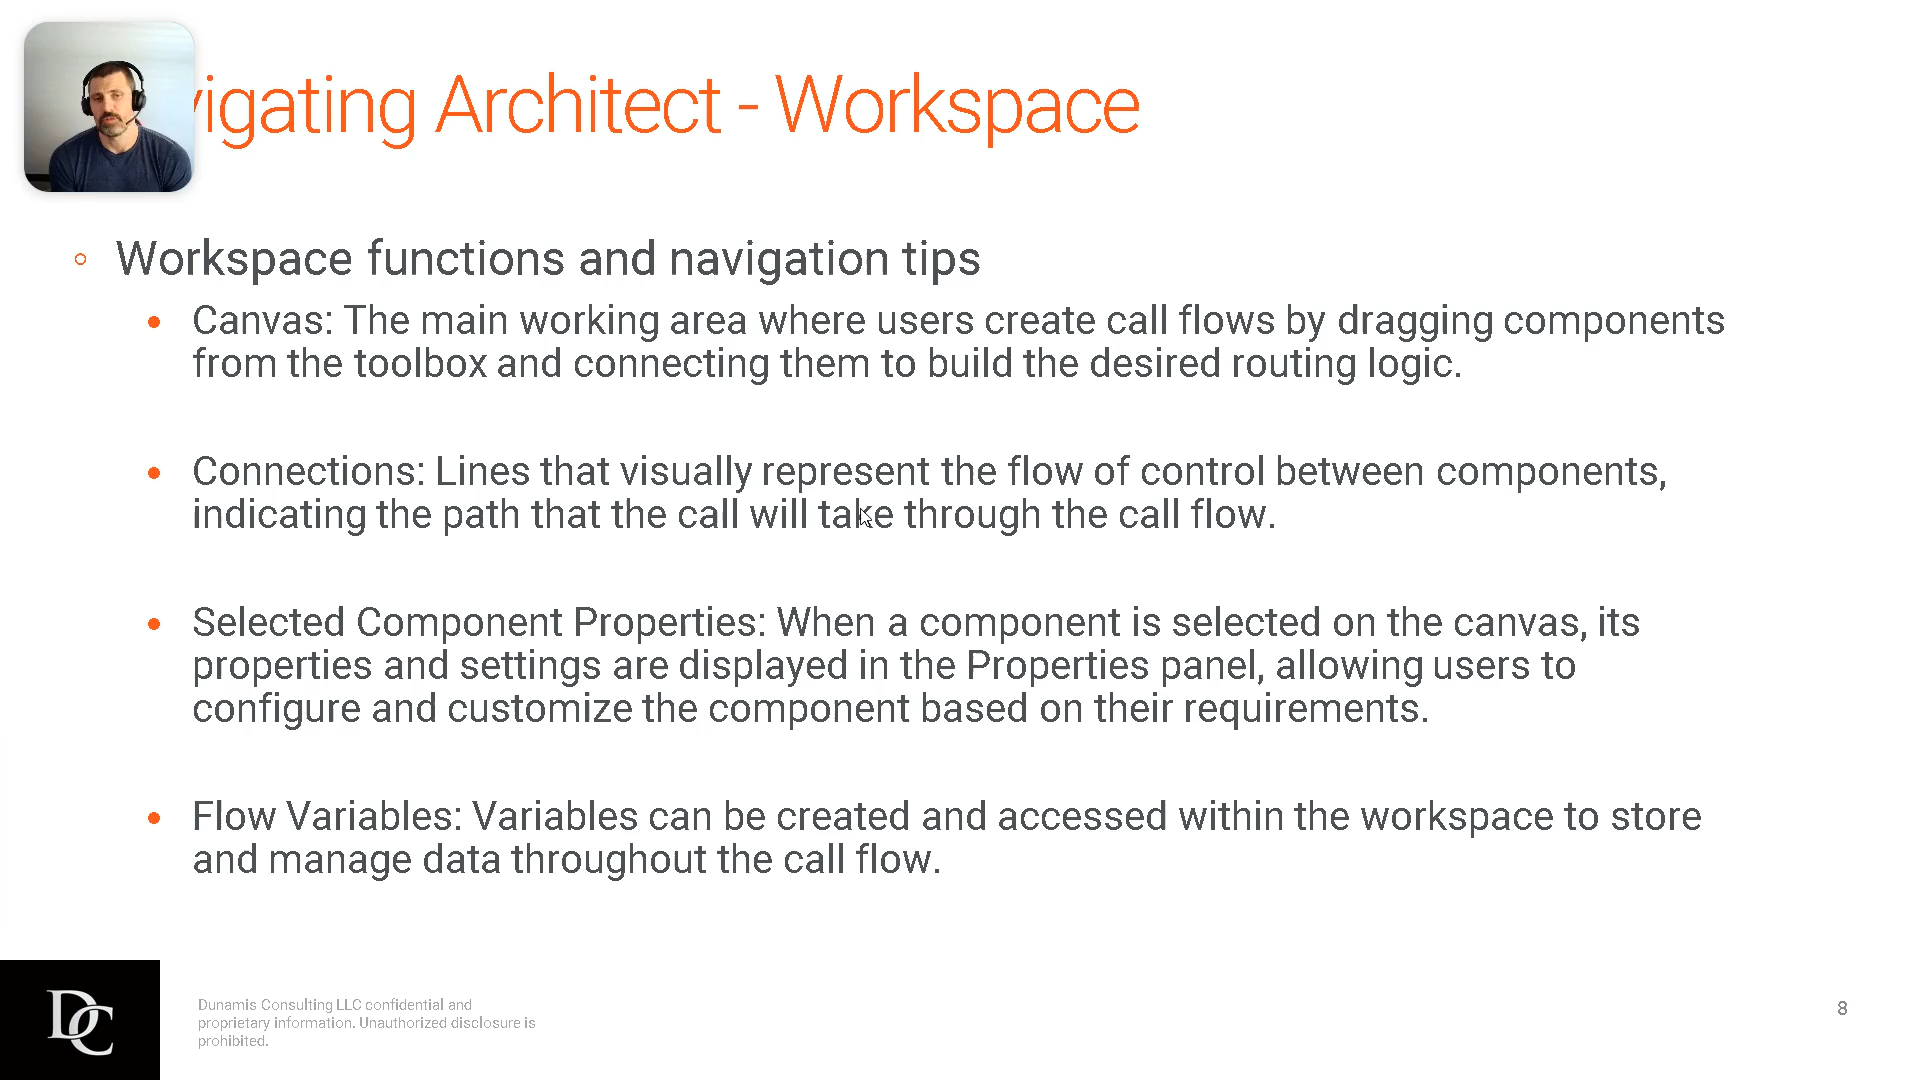 vigating Architect - Workspace
Workspace functions and navigation tips
Canvas: The main working area where users create call flows by dragging components
from the toolbox and connecting them to build the desired routing logic.
Connections: Lines that visually represent the flow of control between components,
indicating the path that the call will take through the call flow.
Selected Component Properties: When a component is selected on the canvas, its
properties and settings are displayed in the Properties panel, allowing users to
configure and customize the component based on their requirements.
Flow Variables: Variables can be created and accessed within the workspace to store
and manage data throughout the call flow.
DC
Dunamis Consulting LLC confidential and
proprietary information. Unauthorized disclosure is
prohibited.
8